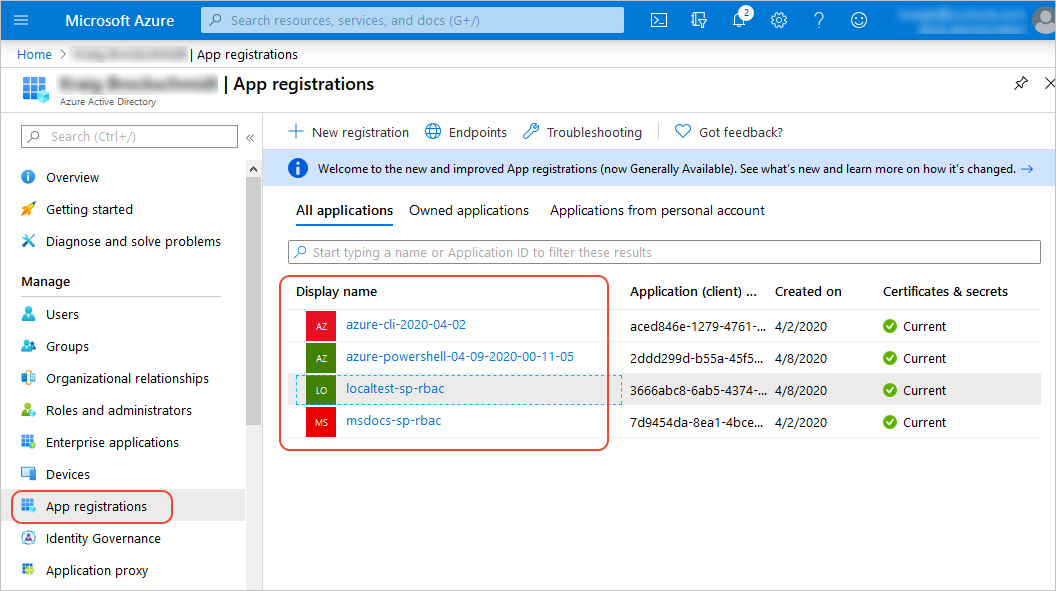 Microsoft Azure
Search resources, services, and docs (G+/)
2
Home > | App registrations
| App registrations
Azure Active Directory
Search (Ctrl+/)
«
Overview
Getting started
Diagnose and solve problems
Manage
Users
Groups
Organizational relationships
Roles and administrators
Enterprise applications
Devices
App registrations
Identity Governance
Application proxy
New registration Endpoints Troubleshooting Got feedback?
Welcome to the new and improved App registrations (now Generally Available). See what's new and learn more on how it's changed. →
All applications Owned applications Applications from personal account
Start typing a name or Application ID to filter these results
Display name Application (client) ... Created on Certificates & secrets
AZ azure-cli-2020-04-02 aced846e-1279-4761-... 4/2/2020 Current
AZ azure-powershell-04-09-2020-00-11-05 2ddd299d-b55a-45f5... 4/8/2020 Current
LO localtest-sp-rbac 3666abc8-6ab5-4374-... 4/8/2020 Current
MS msdocs-sp-rbac 7d9454da-8ea1-4bce... 4/2/2020 Current